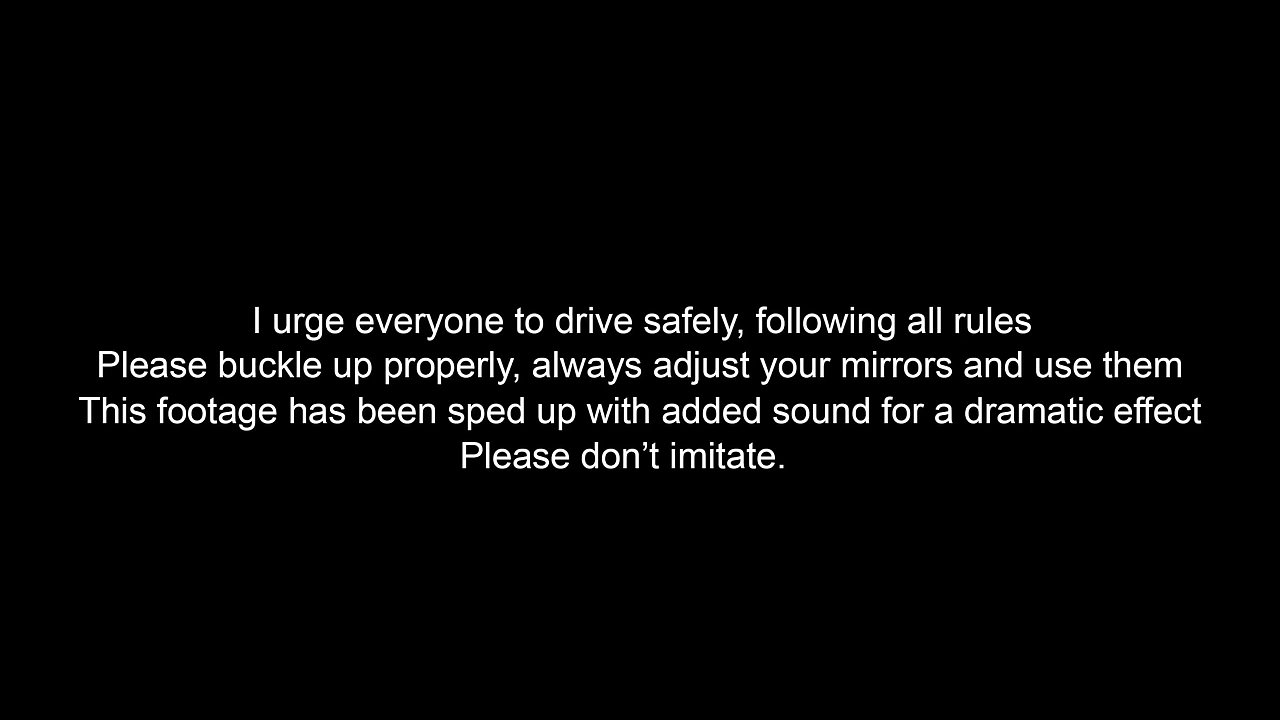 I urge everyone to drive safely, following all rules
Please buckle up properly, always adjust your mirrors and use them
This footage has been sped up with added sound for a dramatic effect
Please don’t imitate.